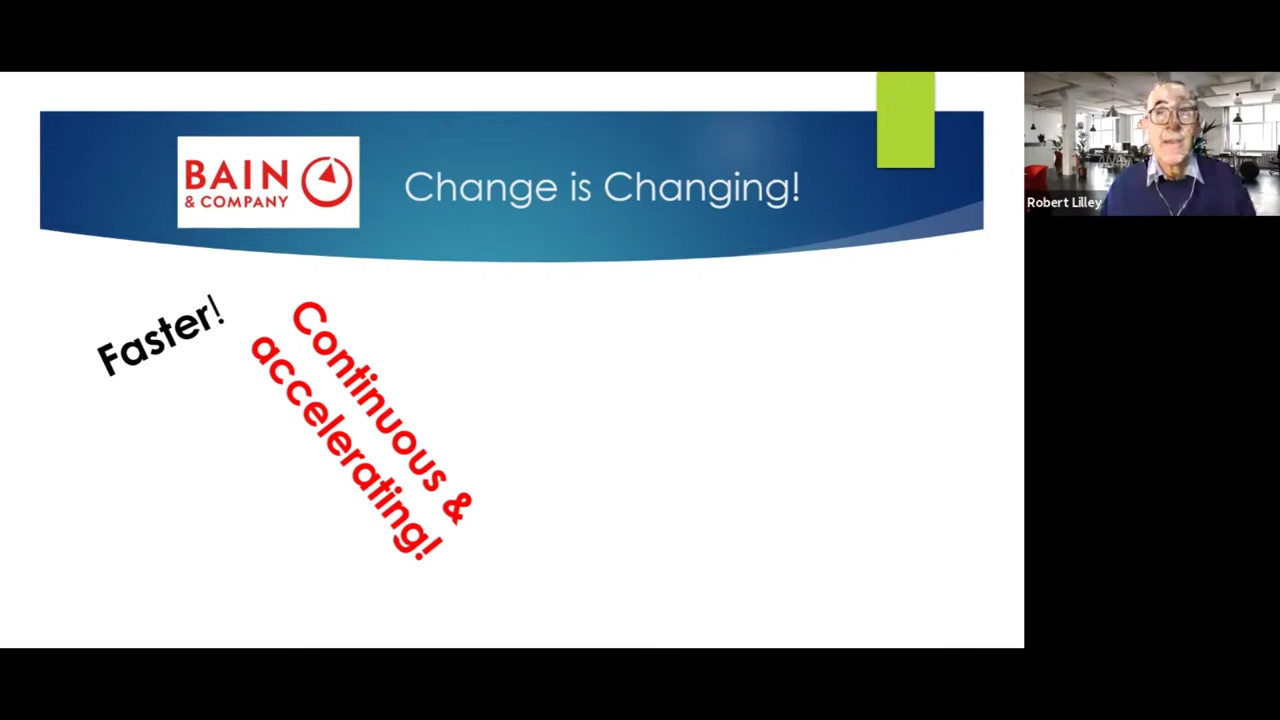 BAIN
& COMPANY
Change is Changing!
Robert Lilley
Faster!
Continuous &
accelerating!